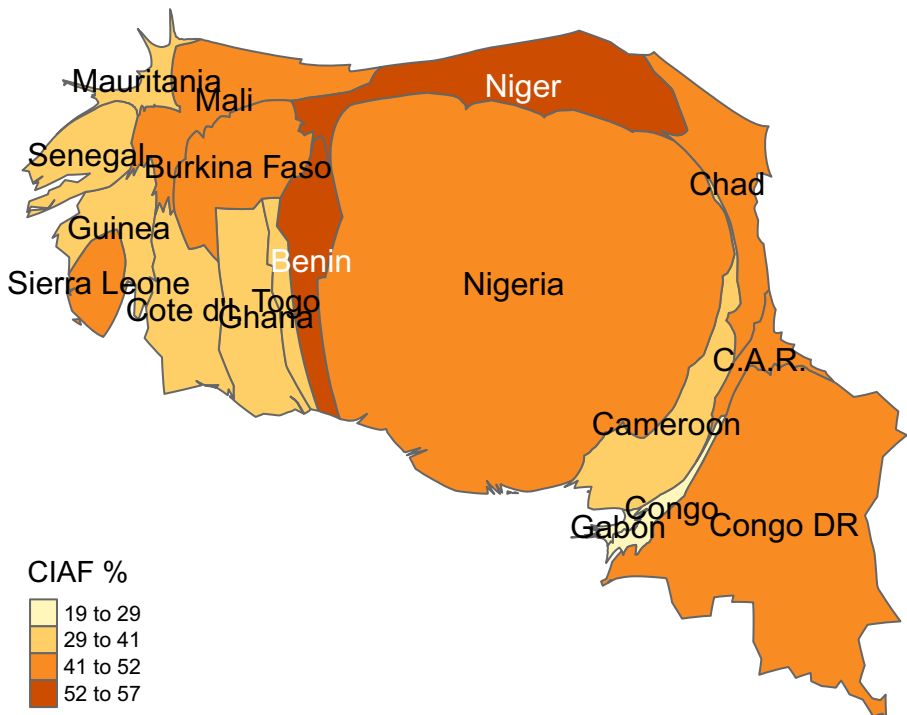 Mauritania
Mali
Niger
Senegal
Burkina Faso
Chad
Guinea
Benin
Sierra Leone
Nigeria
Togo
Cote d'I.
Ghana
C.A.R.
Cameroon
Congo
Gabon
Congo DR
CIAF %
19 to 29
29 to 41
41 to 52
52 to 57